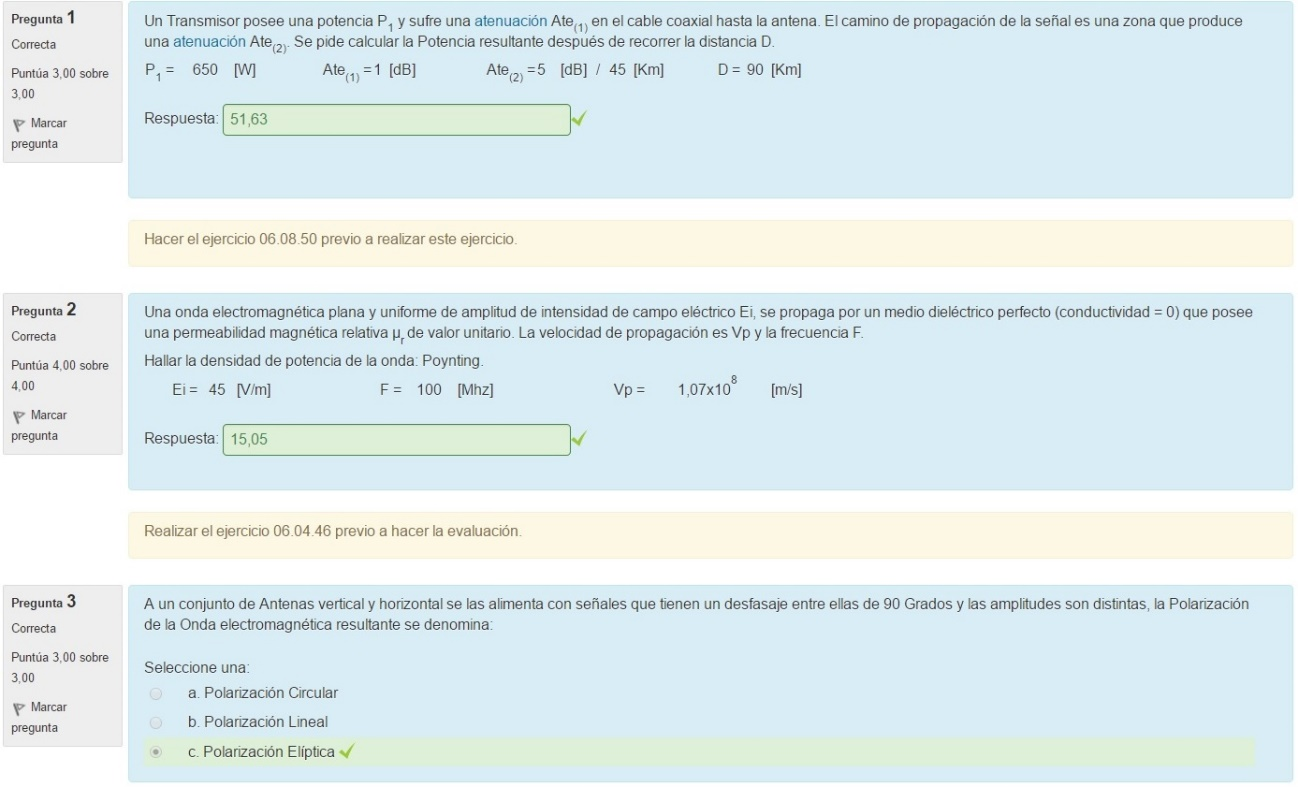 Pregunta 1
Correcta
Puntúa 3,00 sobre
3,00
Marcar
pregunta
Un Transmisor posee una potencia P1 y sufre una atenuación Ate(1) en el cable coaxial hasta la antena. El camino de propagación de la señal es una zona que produce
una atenuación Ate(2). Se pide calcular la Potencia resultante después de recorrer la distancia D.
P1 = 650 [W] Ate(1) =1 [dB] Ate(2) =5 [dB] / 45 [Km] D = 90 [Km]
Respuesta: 51,63
Hacer el ejercicio 06.08.50 previo a realizar este ejercicio.
Pregunta 2
Correcta
Puntúa 4,00 sobre
4,00
Marcar
pregunta
Una onda electromagnética plana y uniforme de amplitud de intensidad de campo eléctrico Ei, se propaga por un medio dieléctrico perfecto (conductividad = 0) que posee
una permeabilidad magnética relativa μr de valor unitario. La velocidad de propagación es Vp y la frecuencia F.
Hallar la densidad de potencia de la onda: Poynting.
Ei = 45 [V/m] F = 100 [Mhz] Vp = 1,07x10^8 [m/s]
Respuesta: 15,05
Realizar el ejercicio 06.04.46 previo a hacer la evaluación.
Pregunta 3
Correcta
Puntúa 3,00 sobre
3,00
Marcar
pregunta
A un conjunto de Antenas vertical y horizontal se las alimenta con señales que tienen un desfasaje entre ellas de 90 Grados y las amplitudes son distintas, la Polarización
de la Onda electromagnética resultante se denomina:
Seleccione una:
a. Polarización Circular
b. Polarización Lineal
c. Polarización Elíptica